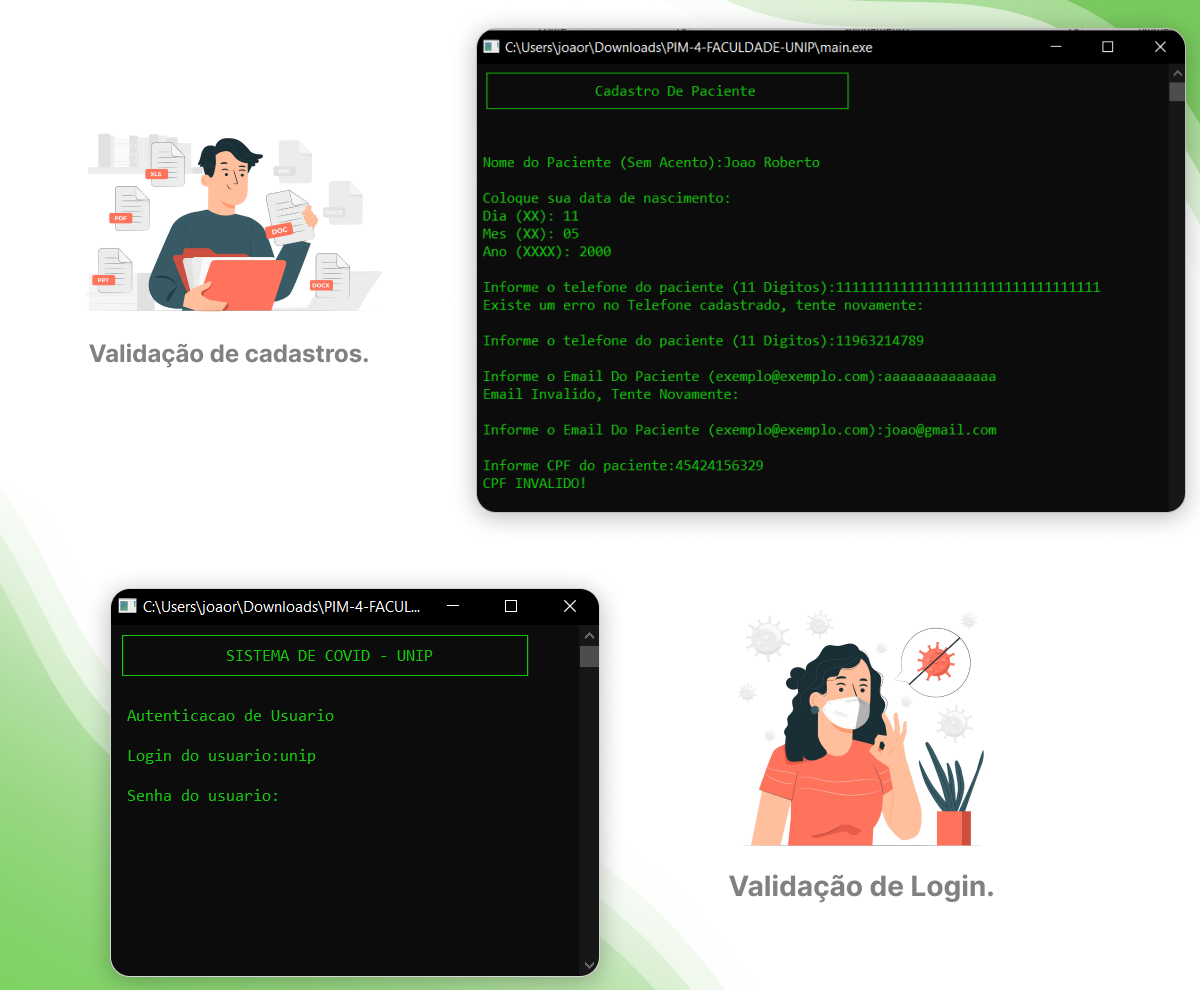 C:\Users\joaor\Downloads\PIM-4-FACULDADE-UNIP\main.exe
Cadastro De Paciente
Nome do Paciente (Sem Acento):Joao Roberto
Coloque sua data de nascimento:
Dia (XX): 11
Mes (XX): 05
Ano (XXXX): 2000
Informe o telefone do paciente (11 Digitos):111111111111111111111111111111111
Existe um erro no Telefone cadastrado, tente novamente:
Informe o telefone do paciente (11 Digitos):11963214789
Informe o Email Do Paciente (exemplo@exemplo.com):aaaaaaaaaaaaaa
Email Invalido, Tente Novamente:
Informe o Email Do Paciente (exemplo@exemplo.com):joao@gmail.com
Informe CPF do paciente:45424156329
CPF INVALIDO!
XLS
PDF
PDF
DOCX
DOC
PPT
DOCX
Validação de cadastros.
C:\Users\joaor\Downloads\PIM-4-FACUL...
SISTEMA DE COVID - UNIP
Autenticacao de Usuario
Login do usuario:unip
Senha do usuario:
Validação de Login.